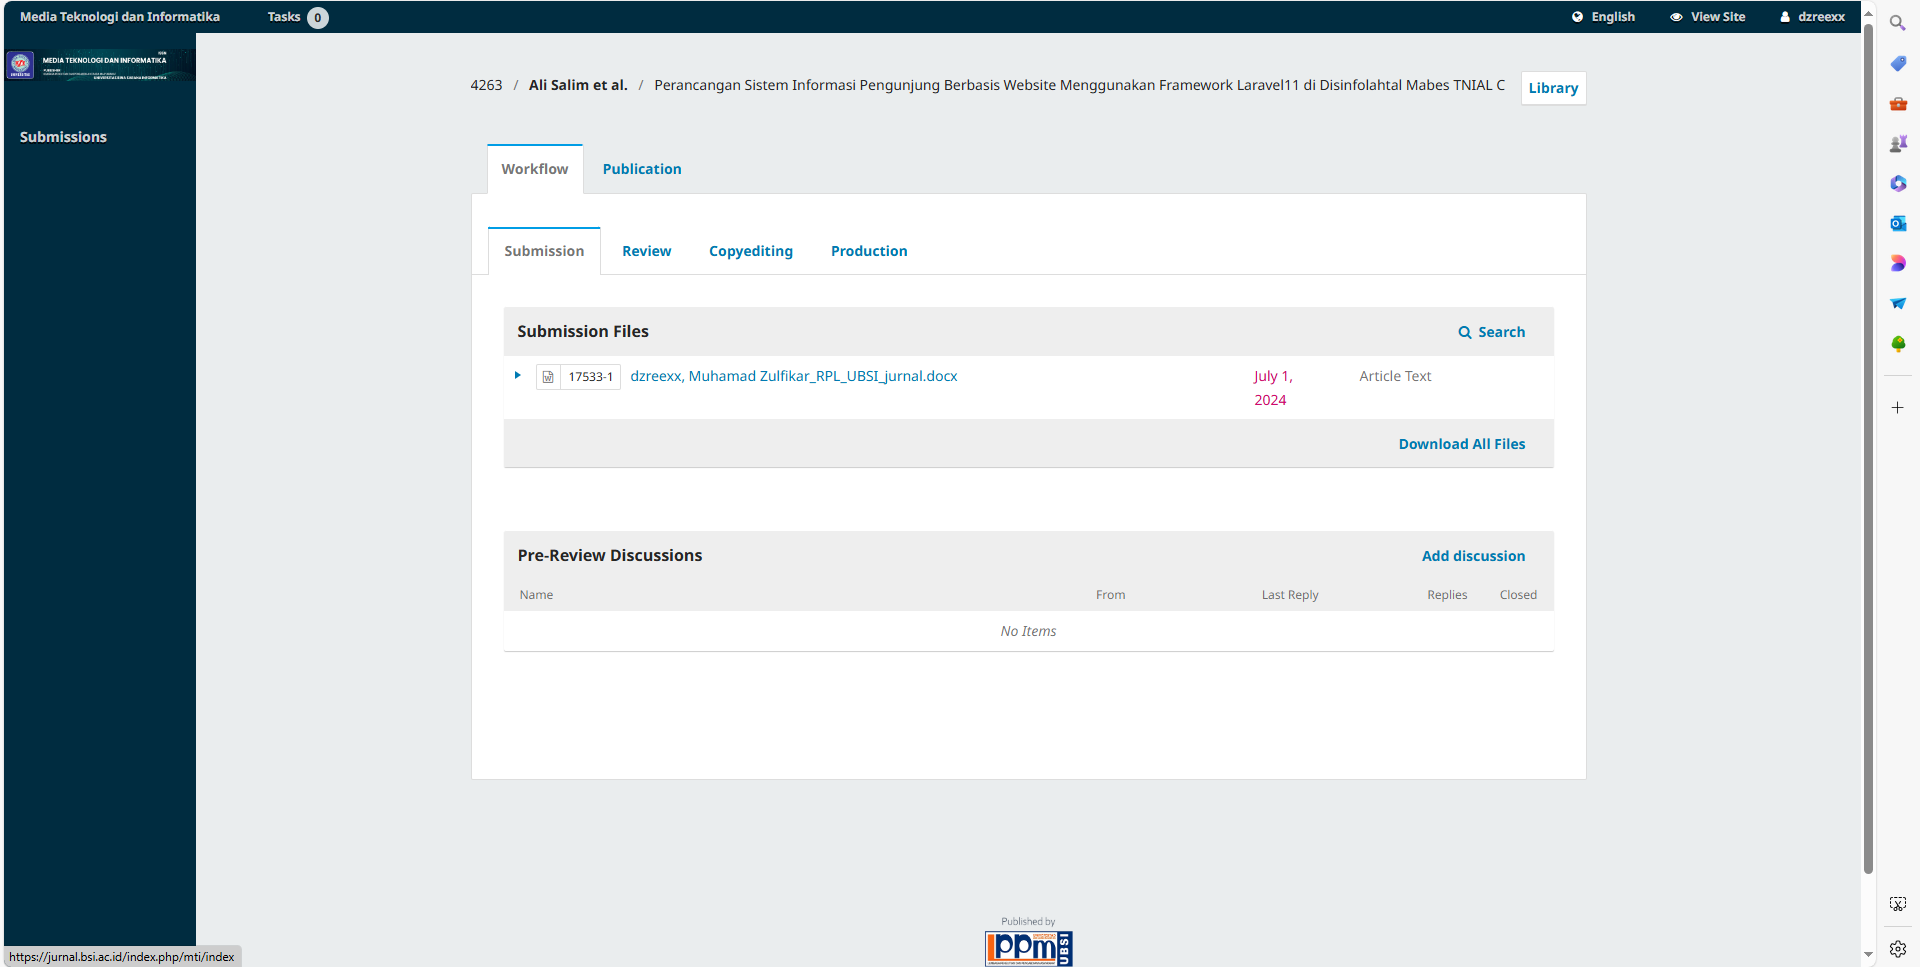 Media Teknologi dan Informatika
Tasks 0
English
View Site
dzreexx
MEDIA TEKNOLOGI DAN INFORMATIKA
Submissions
4263 / Ali Salim et al. / Perancangan Sistem Informasi Pengunjung Berbasis Website Menggunakan Framework Laravel11 di Disinfolahtal Mabes TNIAL C
Library
Workflow
Publication
Submission
Review
Copyediting
Production
Submission Files
Search
17533-1
dzreexx, Muhamad Zulfikar_RPL_UBSI_jurnal.docx
July 1,
2024
Article Text
Download All Files
Pre-Review Discussions
Add discussion
Name
From
Last Reply
Replies
Closed
No Items
Published by
lppm
UBSI
https://jurnal.bsi.ac.id/index.php/mti/index